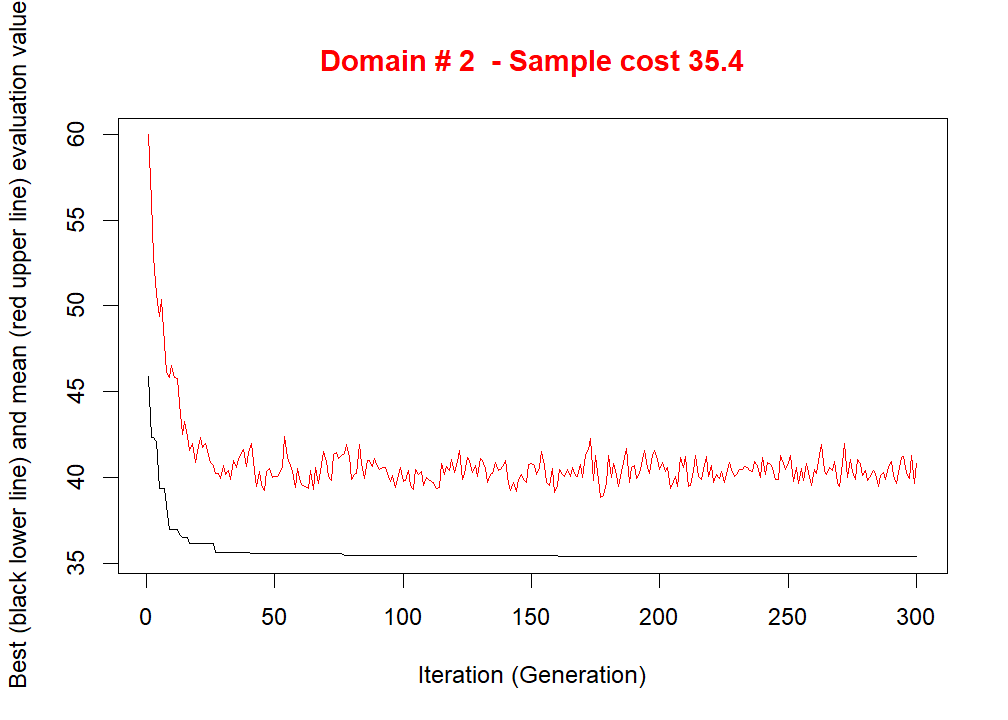 Domain # 2  - Sample cost 35.4
Best (black lower line) and mean (red upper line) evaluation value
60
55
50
45
40
35
0 50 100 150 200 250 300
Iteration (Generation)